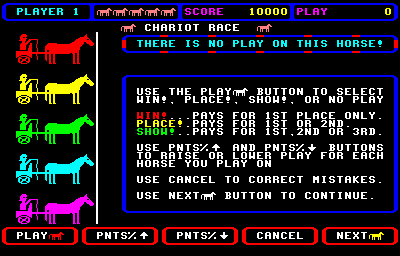 PLAYER 1 SCORE 10000 PLAY 0
CHARIOT RACE
THERE IS NO PLAY ON THIS HORSE!
USE THE PLAY BUTTON TO SELECT
WIN!, PLACE!, SHOW!, OR NO PLAY
WIN!...PAYS FOR 1ST PLACE ONLY.
PLACE!.PAYS FOR 1ST OR 2ND.
SHOW!..PAYS FOR 1ST,2ND OR 3RD.
USE PNTS%↑ AND PNTS%↓ BUTTONS
TO RAISE OR LOWER PLAY FOR EACH
HORSE YOU PLAY ON
USE CANCEL TO CORRECT MISTAKES.
USE NEXT BUTTON TO CONTINUE.
PLAY PNTS%↑ PNTS%↓ CANCEL NEXT